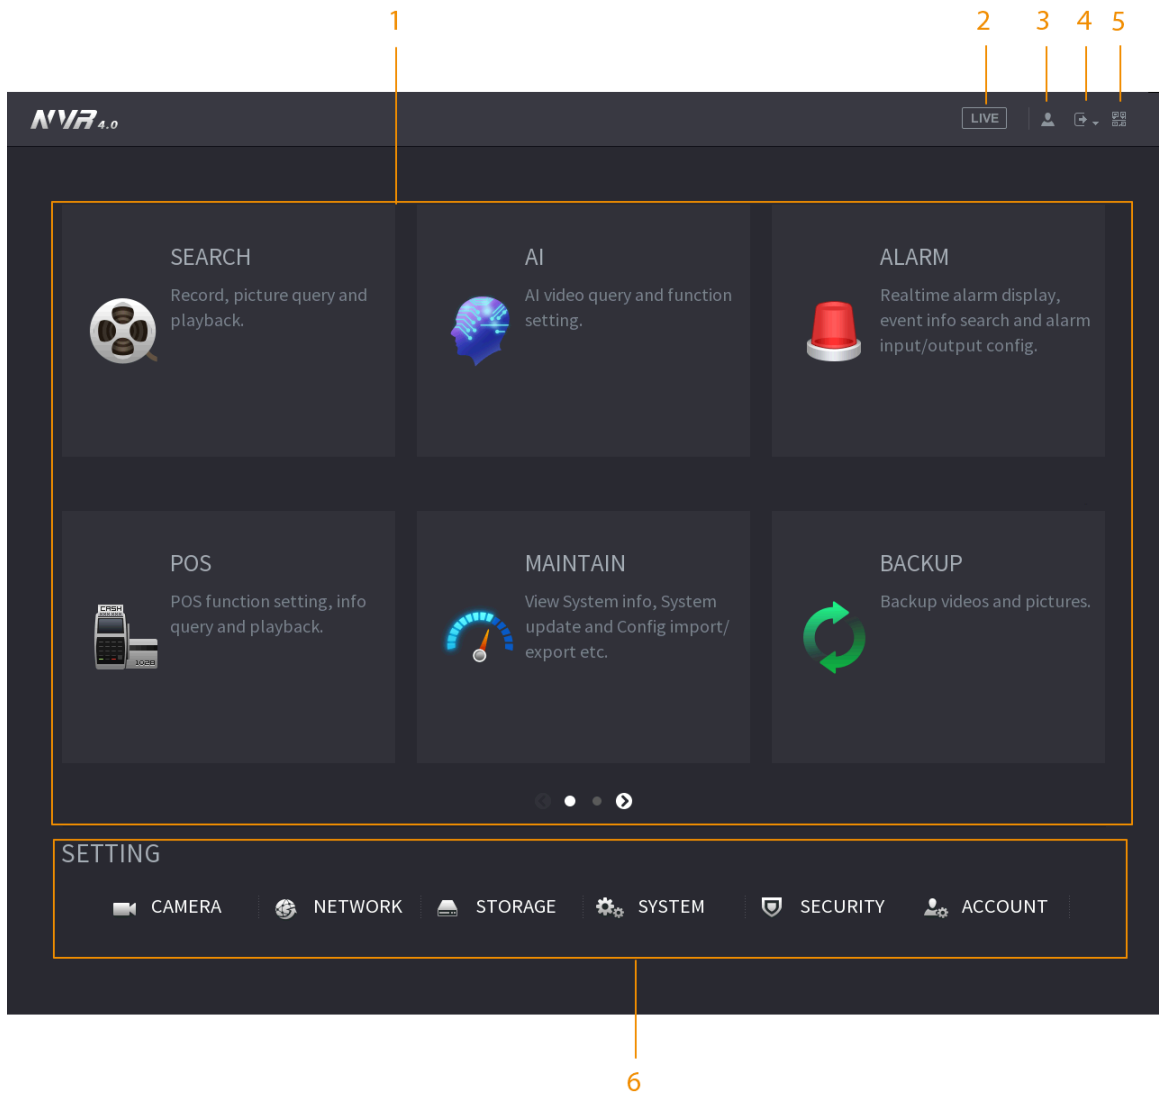 1
2
3
4
5
NVR 4.0
LIVE
SEARCH
Record, picture query and
playback.
AI
AI video query and function
setting.
ALARM
Realtime alarm display,
event info search and alarm
input/output config.
POS
POS function setting, info
query and playback.
CASH
1028
MAINTAIN
View System info, System
update and Config import/
export etc.
BACKUP
Backup videos and pictures.
SETTING
CAMERA
NETWORK
STORAGE
SYSTEM
SECURITY
ACCOUNT
6